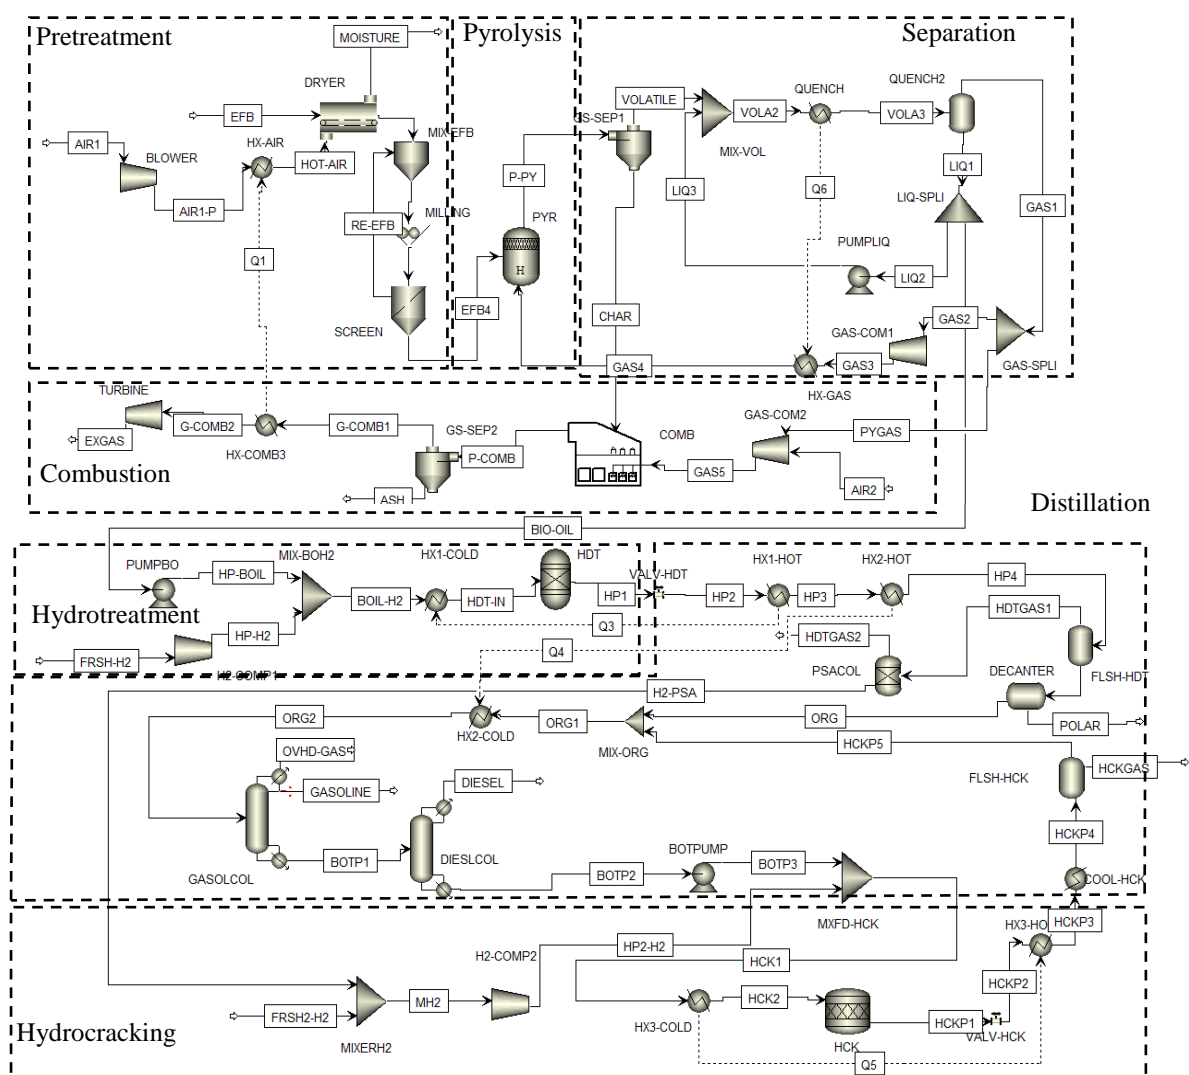 Pretreatment
Pyrolysis
Separation
MOISTURE
DRYER
EFB
MIX-EFB
AIR1
BLOWER
HX-AIR
HOT-AIR
AIR1-P
RE-EFB
MILLING
Q1
SCREEN
EFB4
P-PY
PYR
H
GS-SEP1
VOLATILE
MIX-VOL
VOLA2
QUENCH
VOLA3
QUENCH2
LIQ1
LIQ3
Q6
LIQ-SPLI
GAS1
PUMPLIQ
LIQ2
CHAR
GAS2
GAS-COM1
GAS3
GAS4
HX-GAS
GAS-SPLI
TURBINE
G-COMB2
G-COMB1
EXGAS
HX-COMB3
GS-SEP2
P-COMB
COMB
GAS-COM2
PYGAS
GAS5
AIR2
ASH
Combustion
Distillation
BIO-OIL
PUMPBO
HP-BOIL
MIX-BOH2
HX1-COLD
HDT
VALV-HDT
HX1-HOT
HX2-HOT
HP4
BOIL-H2
HDT-IN
HP1
HP2
HP3
HDTGAS1
Hydrotreatment
HP-H2
Q3
HDTGAS2
FRSH-H2
H2-COMP1
Q4
PSACOL
DECANTER
FLSH-HDT
H2-PSA
ORG2
HX2-COLD
ORG1
MIX-ORG
ORG
POLAR
HCKP5
OVHD-GAS
GASOLINE
DIESEL
FLSH-HCK
HCKGAS
HCKP4
GASOLCOL
BOTP1
DIESLCOL
BOTP2
BOTPUMP
BOTP3
COOL-HCK
MXFD-HCK
HX3-HO
HCKP3
H2-COMP2
HP2-H2
HCK1
HCKP2
MH2
FRSH2-H2
MIXERH2
HX3-COLD
HCK2
HCK
HCKP1
VALV-HCK
Q5
Hydrocracking